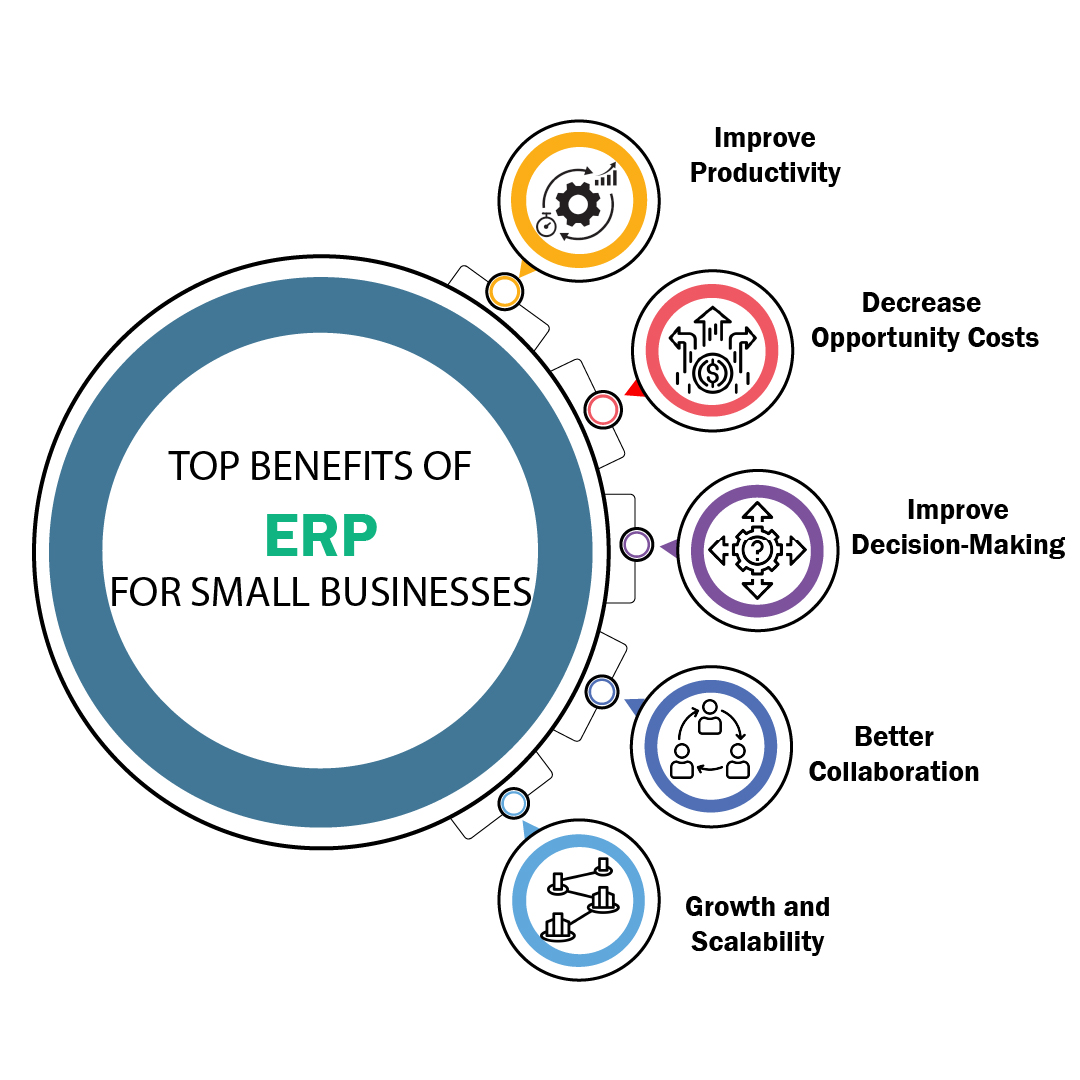 TOP BENEFITS OF
ERP
FOR SMALL BUSINESSES
Improve
Productivity
Decrease
Opportunity Costs
Improve
Decision-Making
Better
Collaboration
Growth and
Scalability